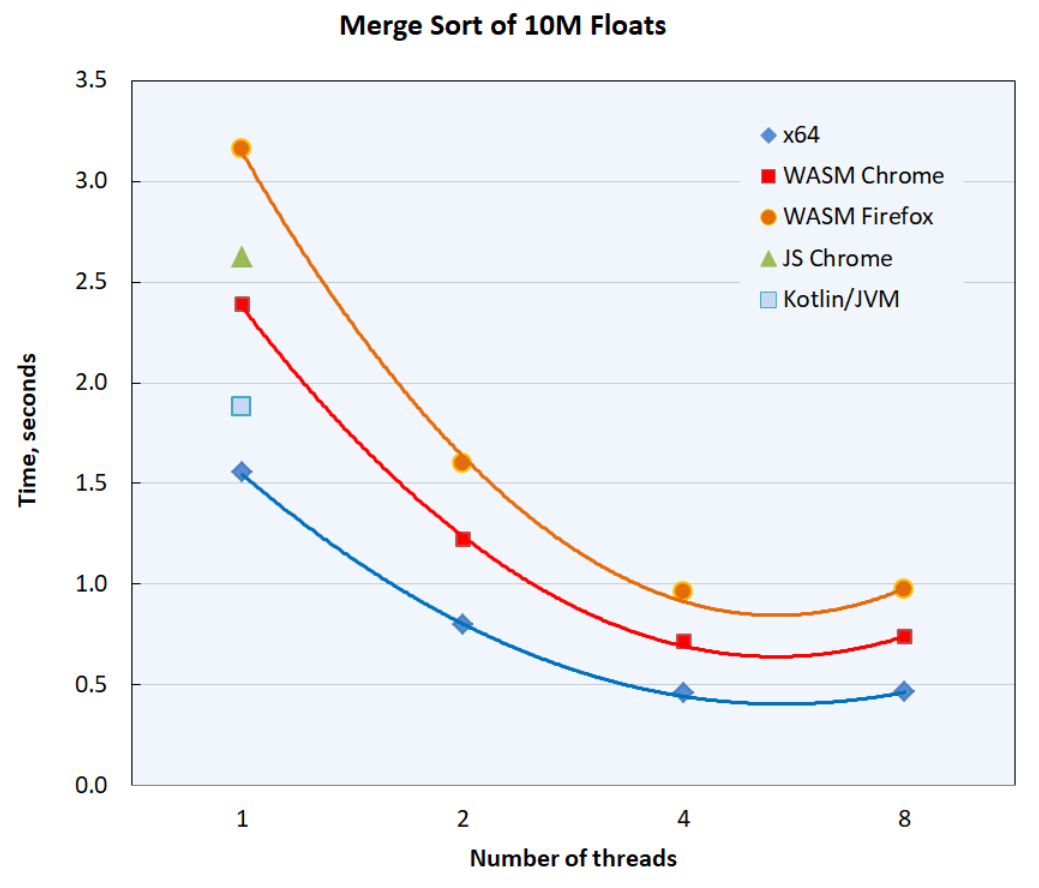 Merge Sort of 10M Floats
3.5
3.0
2.5
2.0
1.5
1.0
0.5
0.0
Time, seconds
x64
WASM Chrome
WASM Firefox
JS Chrome
Kotlin/JVM
1 2 4 8
Number of threads